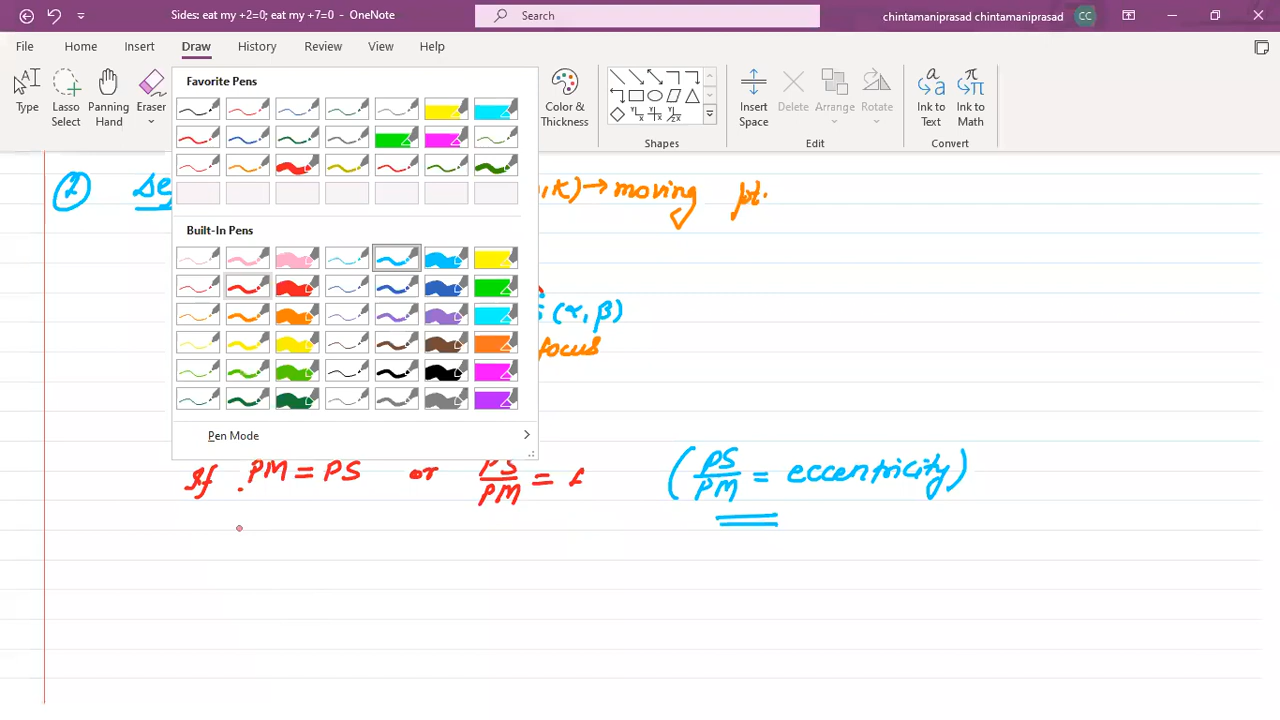 Sides: eat my +2=0; eat my +7=0 - OneNote
Search
chintamaniprasad chintamaniprasad
CC
File Home Insert Draw History Review View Help
Type
Lasso Select
Panning Hand
Eraser
Favorite Pens
Built-In Pens
Pen Mode
Color & Thickness
Shapes
Insert Space
Delete
Arrange
Rotate
Edit
Ink to Text
Ink to Math
Convert
,k) → moving pt.
(α, β)
focus
If PM = PS or PS/PM = 1 (PS/PM = eccentricity)